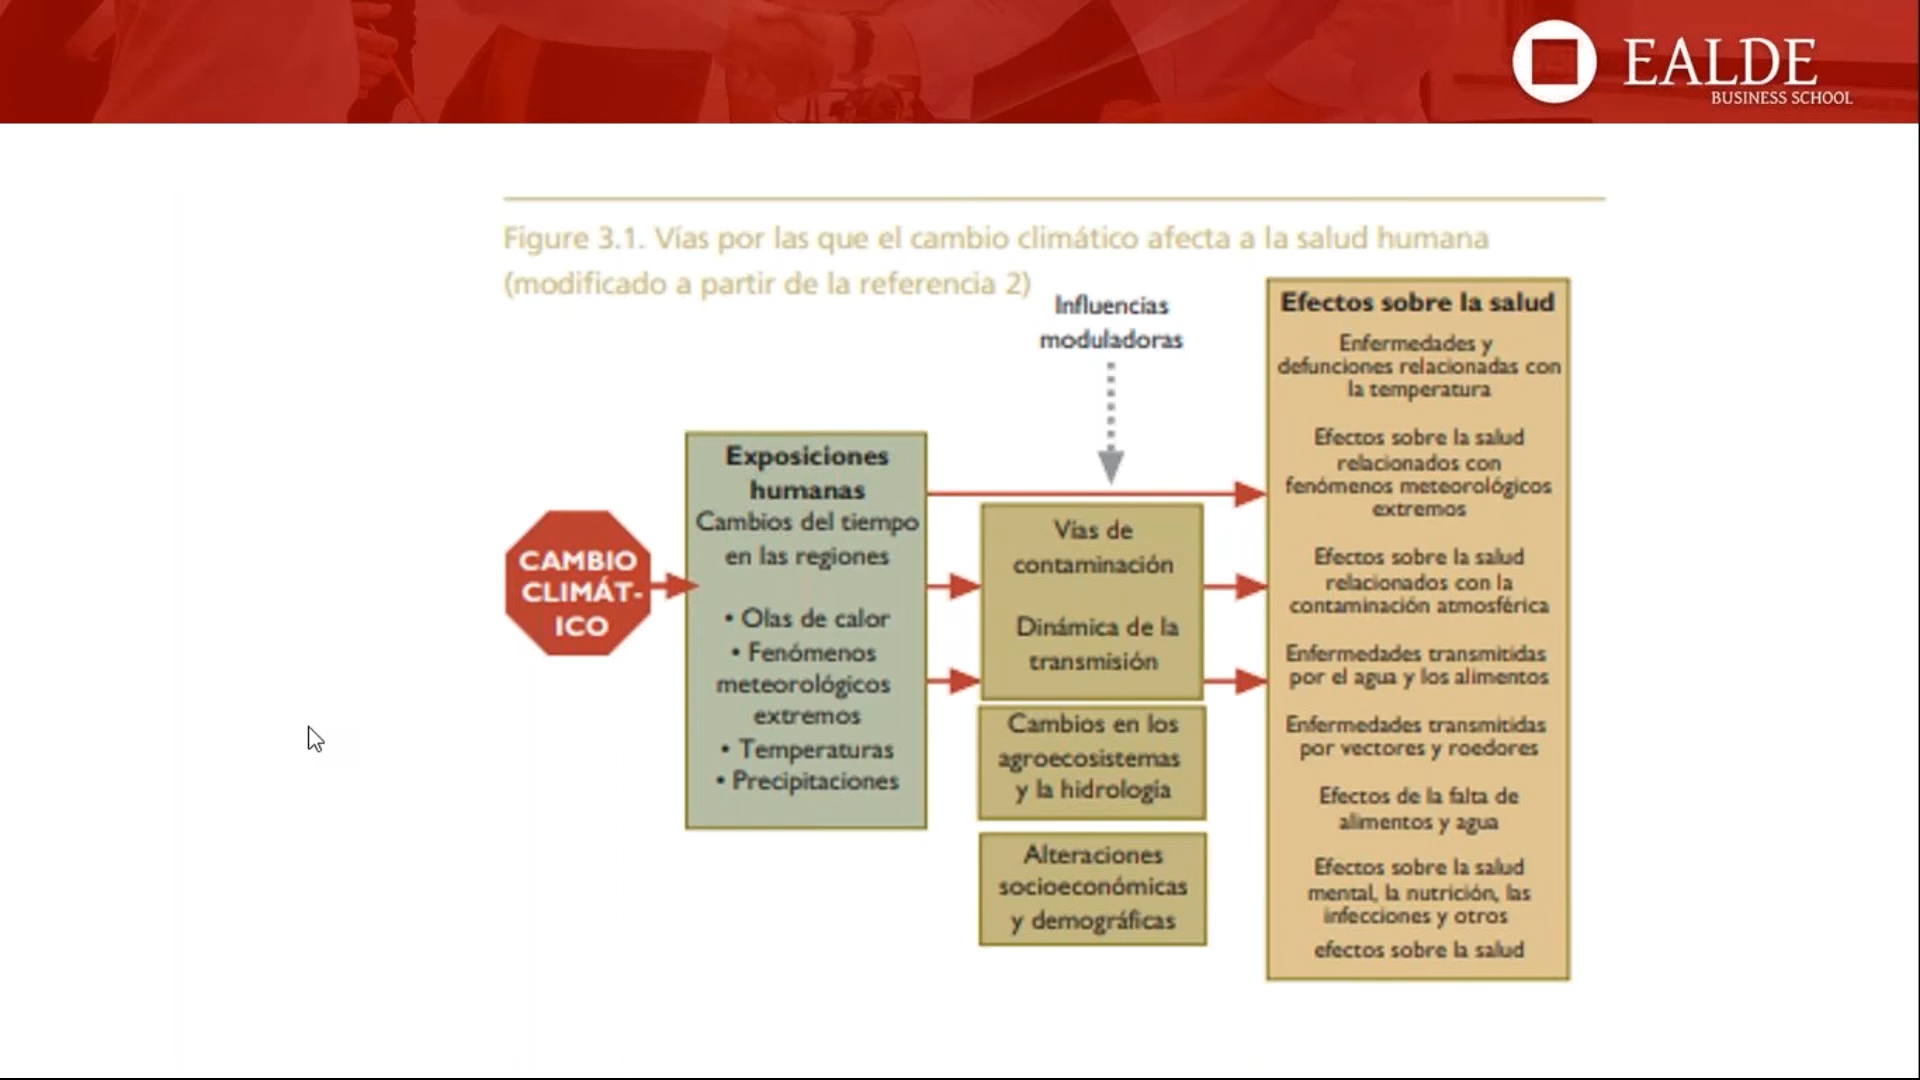 EALDE
BUSINESS SCHOOL
Figure 3.1. Vías por las que el cambio climático afecta a la salud humana
(modificado a partir de la referencia 2)
Influencias
moduladoras
CAMBIO
CLIMÁT-
ICO
Exposiciones
humanas
Cambios del tiempo
en las regiones
• Olas de calor
• Fenómenos
meteorológicos
extremos
• Temperaturas
• Precipitaciones
Vías de
contaminación
Dinámica de la
transmisión
Cambios en los
agroecosistemas
y la hidrología
Alteraciones
socioeconómicas
y demográficas
Efectos sobre la salud
Enfermedades y
defunciones relacionadas con
la temperatura
Efectos sobre la salud
relacionados con
fenómenos meteorológicos
extremos
Efectos sobre la salud
relacionados con la
contaminación atmosférica
Enfermedades transmitidas
por el agua y los alimentos
Enfermedades transmitidas
por vectores y roedores
Efectos de la falta de
alimentos y agua
Efectos sobre la salud
mental, la nutrición, las
infecciones y otros
efectos sobre la salud